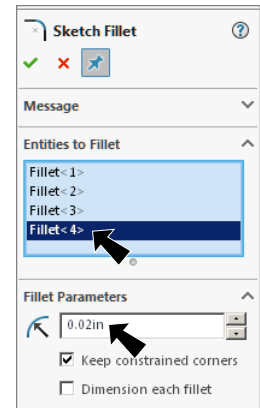 Sketch Fillet
Message
Entities to Fillet
Fillet<1>
Fillet<2>
Fillet<3>
Fillet<4>
Fillet Parameters
0.02in
Keep constrained corners
Dimension each fillet